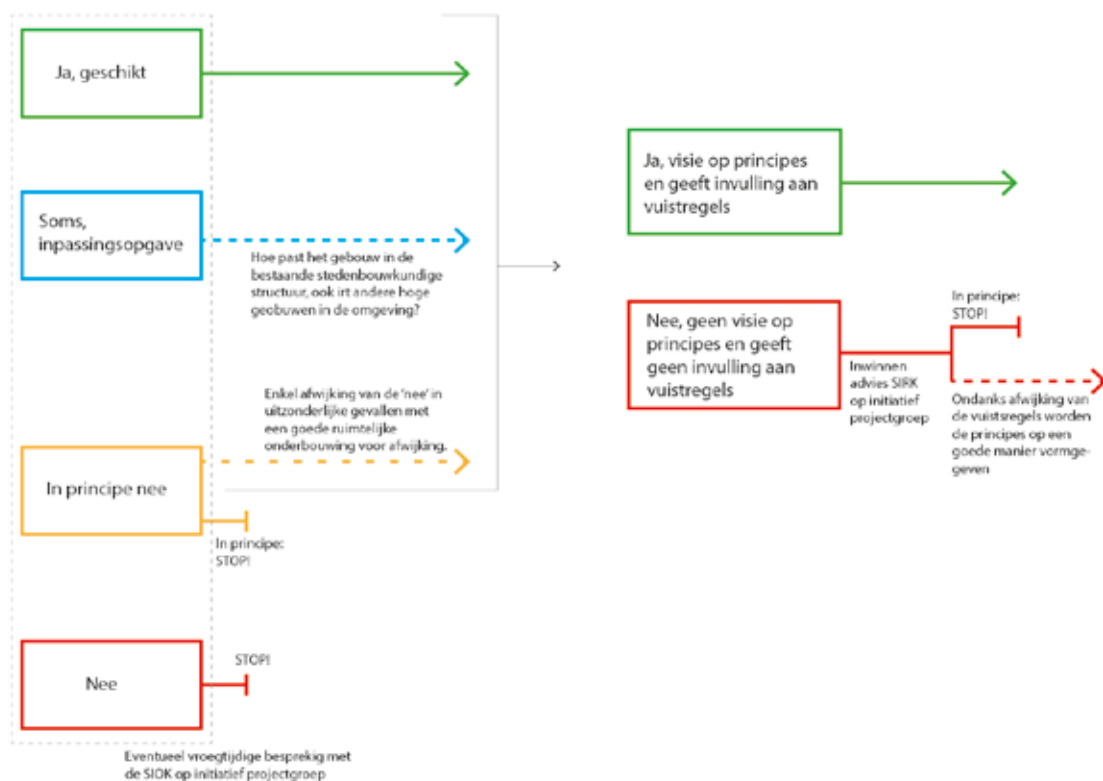 Ja, geschikt
Soms,
inpassingsopgave
Hoe past het gebouw in de
bestaande stedenbouwkundige
structuur, ook irt andere hoge
geobuwen in de omgeving?
Enkel afwijking van de 'nee' in
uitzonderlijke gevallen met
een goede ruimtelijke
onderbouwing voor afwijking.
In principe nee
In principe:
STOP!
Nee
STOP!
Eventueel vroegtijdige besprekig met
de SIOK op initiatief projectgroep
Ja, visie op principes
en geeft invulling aan
vuistregels
Nee, geen visie op
principes en geeft
geen invulling aan
vuistregels
Inwinnen
advies SIRK
op initiatief
projectgroep
In principe:
STOP!
Ondanks afwijking van
de vuistsregels worden
de principes op een
goede manier vormge-
geven